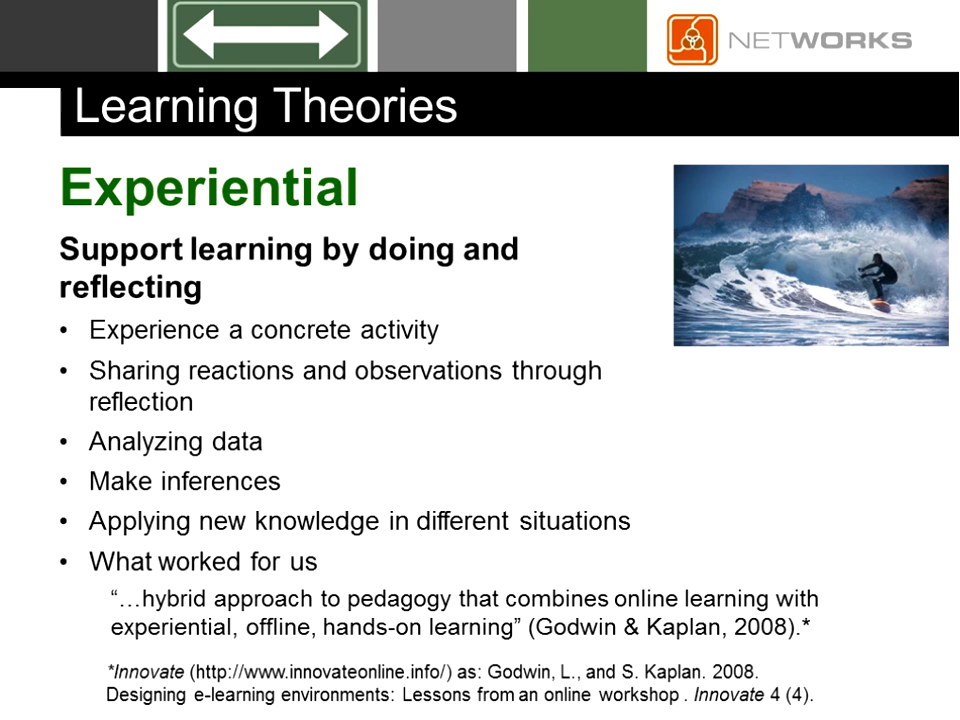 NETWORKS
Learning Theories
Experiential
Support learning by doing and
reflecting
• Experience a concrete activity
• Sharing reactions and observations through
reflection
• Analyzing data
• Make inferences
• Applying new knowledge in different situations
• What worked for us
“…hybrid approach to pedagogy that combines online learning with
experiential, offline, hands-on learning” (Godwin & Kaplan, 2008).*
*Innovate (http://www.innovateonline.info/) as: Godwin, L., and S. Kaplan. 2008.
Designing e-learning environments: Lessons from an online workshop . Innovate 4 (4).